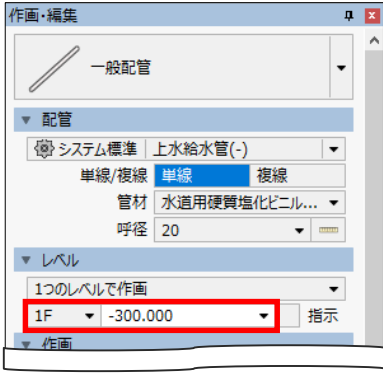 作画・編集
一般配管
▼ 配管
システム標準 上水給水管(-)
単線/複線 単線 複線
管材 水道用硬質塩化ビニル...
呼径 20
▼ レベル
1つのレベルで作画
1F -300.000 指示
▼ 作画